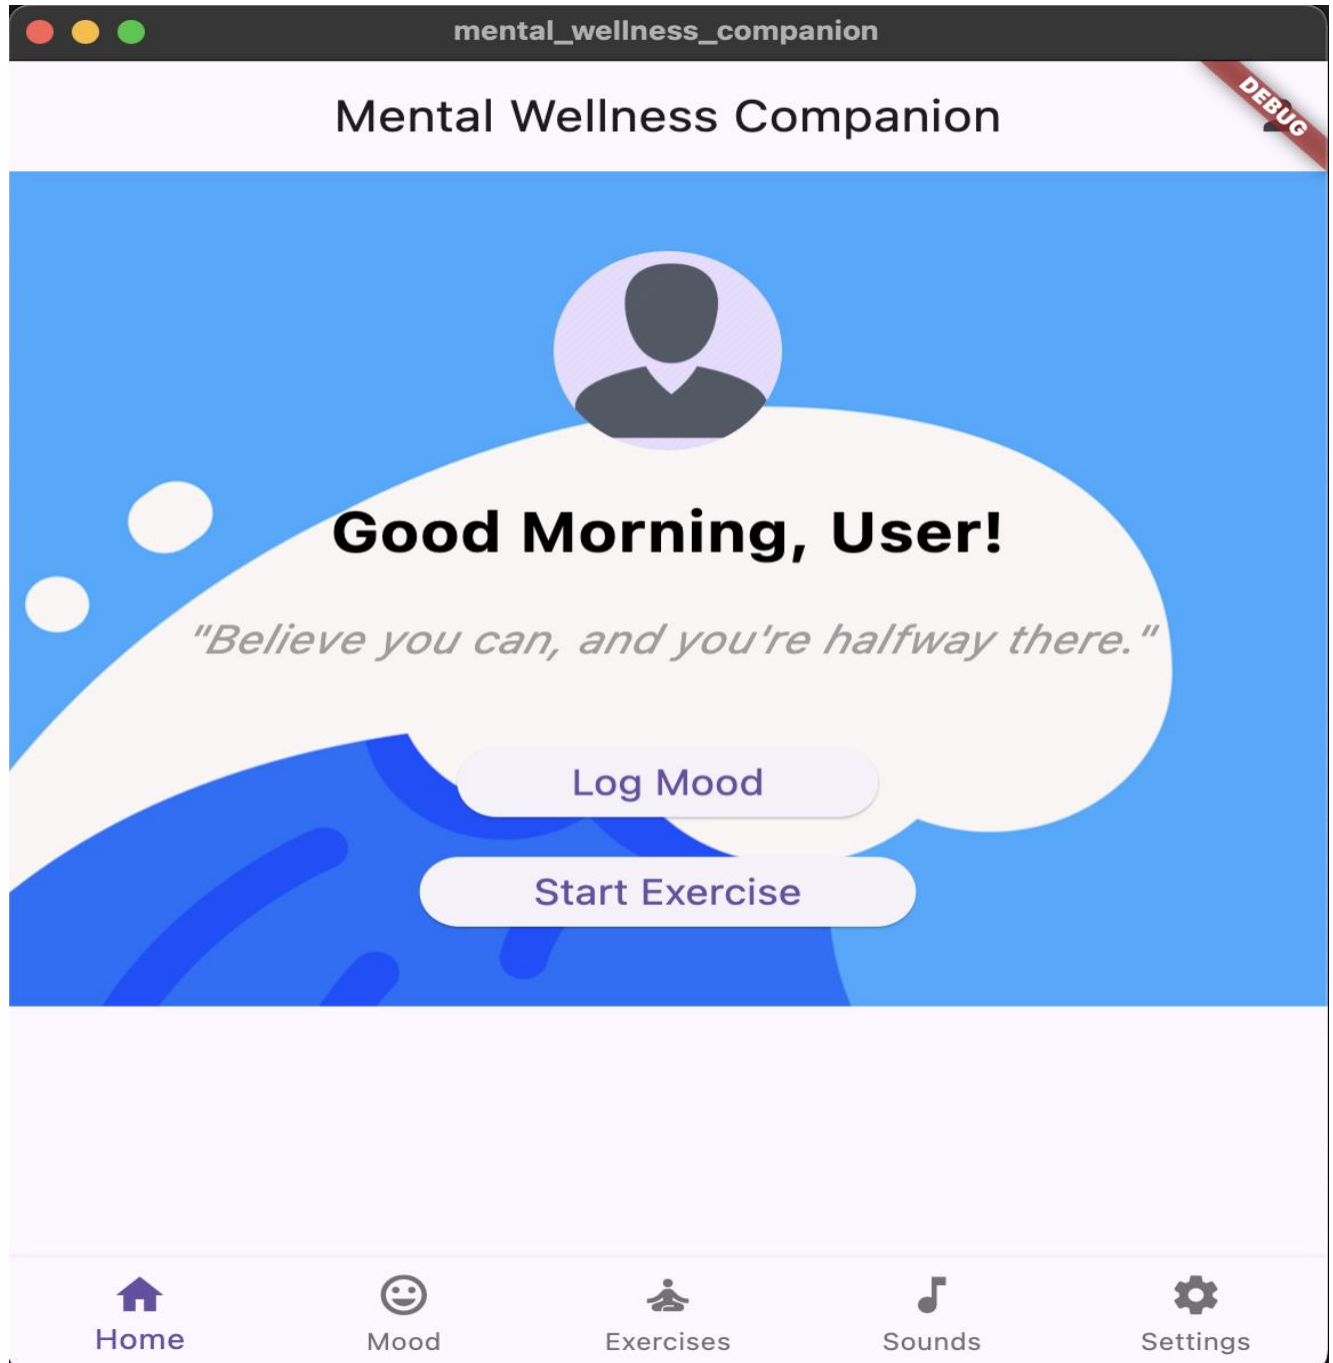 mental_wellness_companion
Mental Wellness Companion
DEBUG
Good Morning, User!
"Believe you can, and you're halfway there."
Log Mood
Start Exercise
Home Mood Exercises Sounds Settings